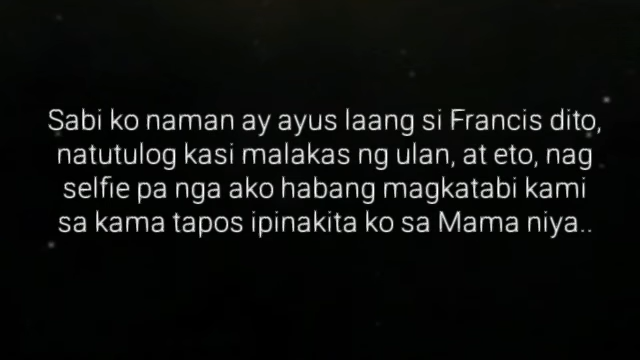 Sabi ko naman ay ayus laang si Francis dito,
natutulog kasi malakas ng ulan, at eto, nag
selfie pa nga ako habang magkatabi kami
sa kama tapos ipinakita ko sa Mama niya..